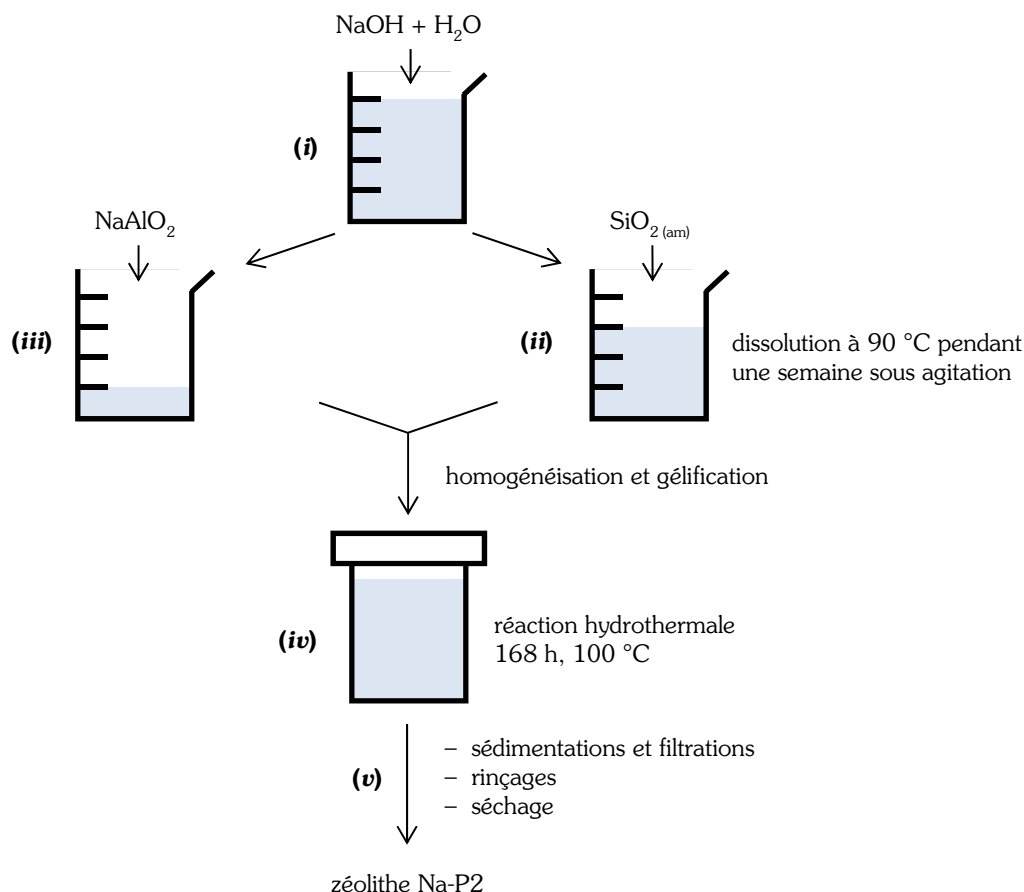 NaOH + H₂O
(i)
NaAlO₂
SiO₂ (am)
(iii)
(ii)
dissolution à 90 °C pendant
une semaine sous agitation
homogénéisation et gélification
(iv)
réaction hydrothermale
168 h, 100 °C
(v)
– sédimentations et filtrations
– rinçages
– séchage
zéolithe Na-P2